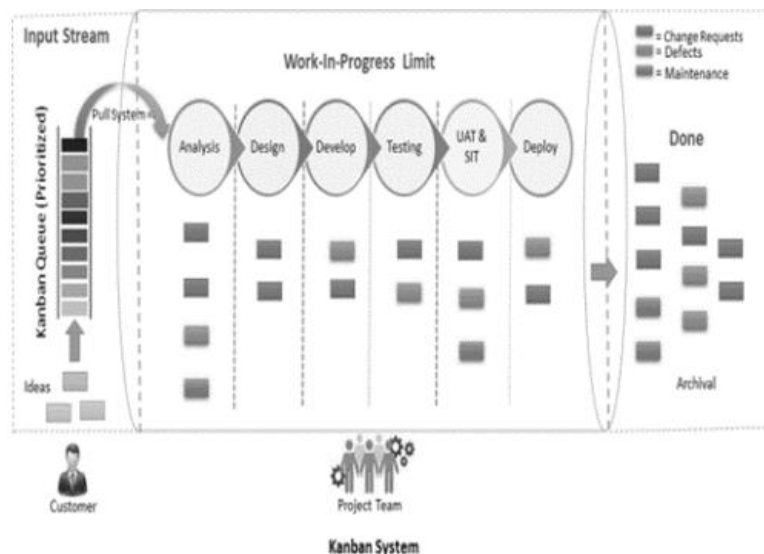 Input Stream
Work-In-Progress Limit
= Change Requests
= Defects
= Maintenance
Pull System
Kanban Queue (Prioritized)
Analysis
Design
Develop
Testing
UAT &
SIT
Deploy
Done
Ideas
Archival
Customer
Project Team
Kanban System